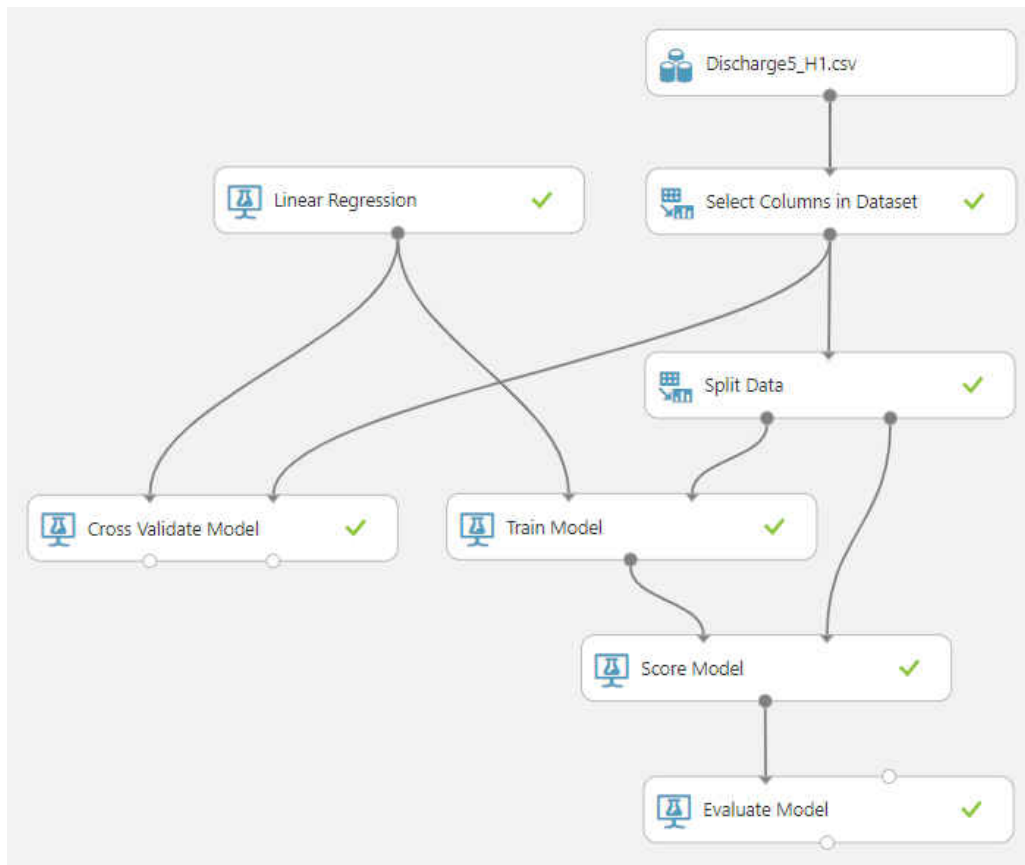 Discharge5_H1.csv
Linear Regression
Select Columns in Dataset
Split Data
Cross Validate Model
Train Model
Score Model
Evaluate Model